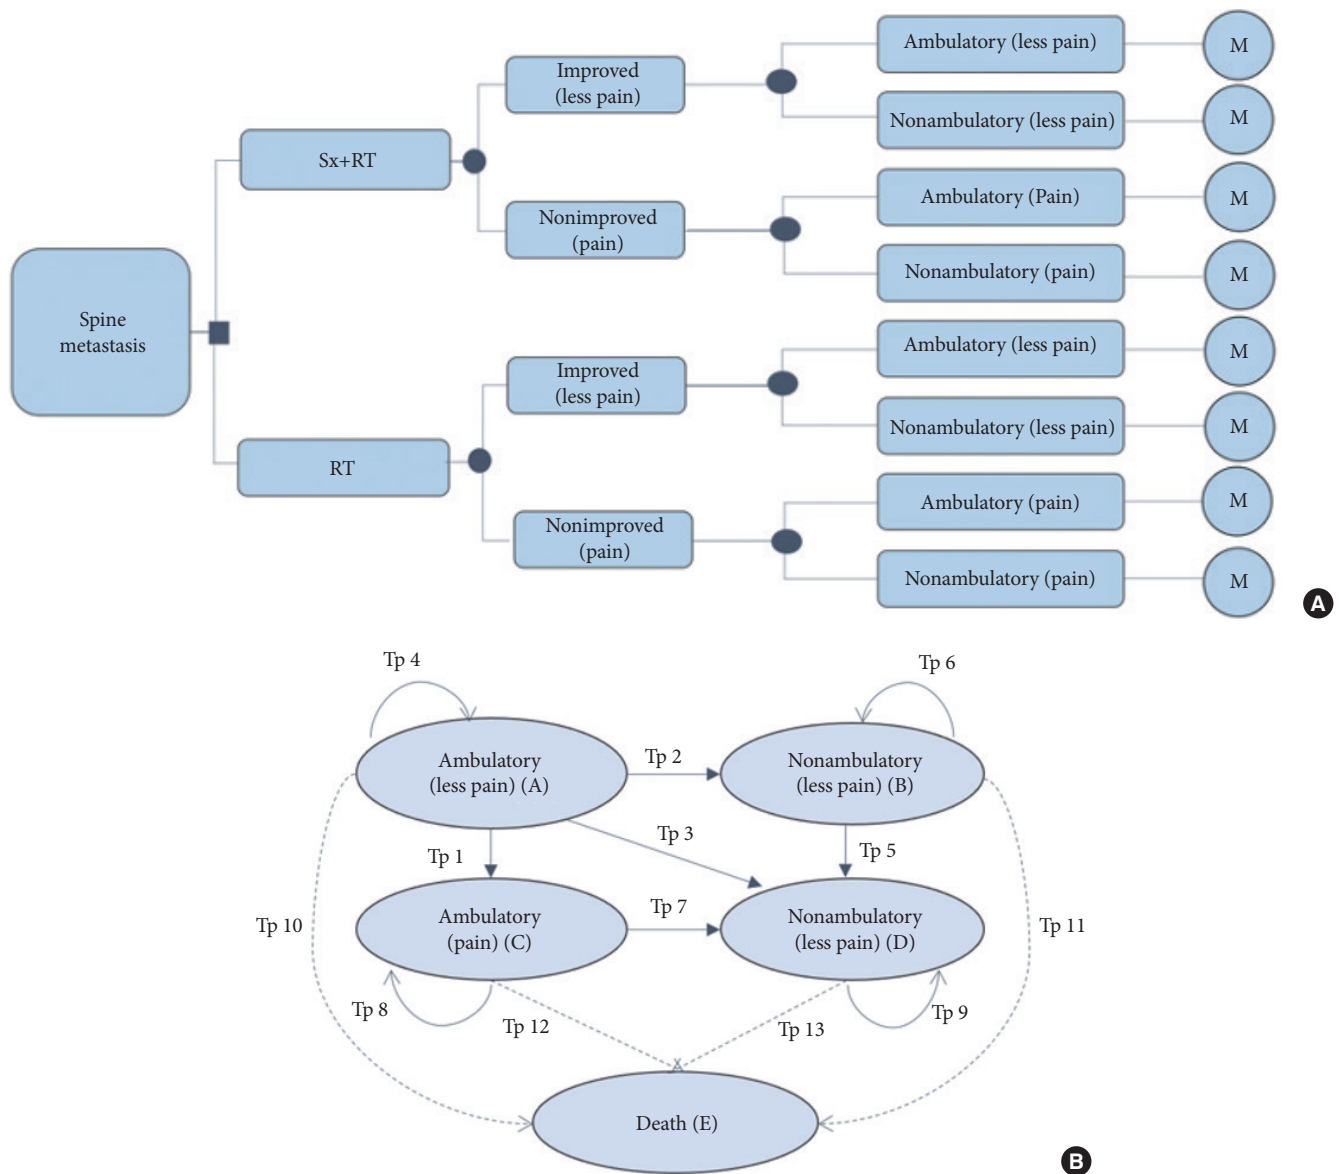 Spine
metastasis
Sx+RT
RT
Improved
(less pain)
Nonimproved
(pain)
Improved
(less pain)
Nonimproved
(pain)
Ambulatory (less pain)
M
Nonambulatory (less pain)
M
Ambulatory (Pain)
M
Nonambulatory (pain)
M
Ambulatory (less pain)
M
Nonambulatory (less pain)
M
Ambulatory (pain)
M
Nonambulatory (pain)
M
A
Tp 4
Tp 6
Ambulatory
(less pain) (A)
Tp 2
Nonambulatory
(less pain) (B)
Tp 1
Tp 3
Tp 5
Tp 10
Ambulatory
(pain) (C)
Tp 7
Nonambulatory
(less pain) (D)
Tp 11
Tp 8
Tp 12
Tp 13
Tp 9
Death (E)
B